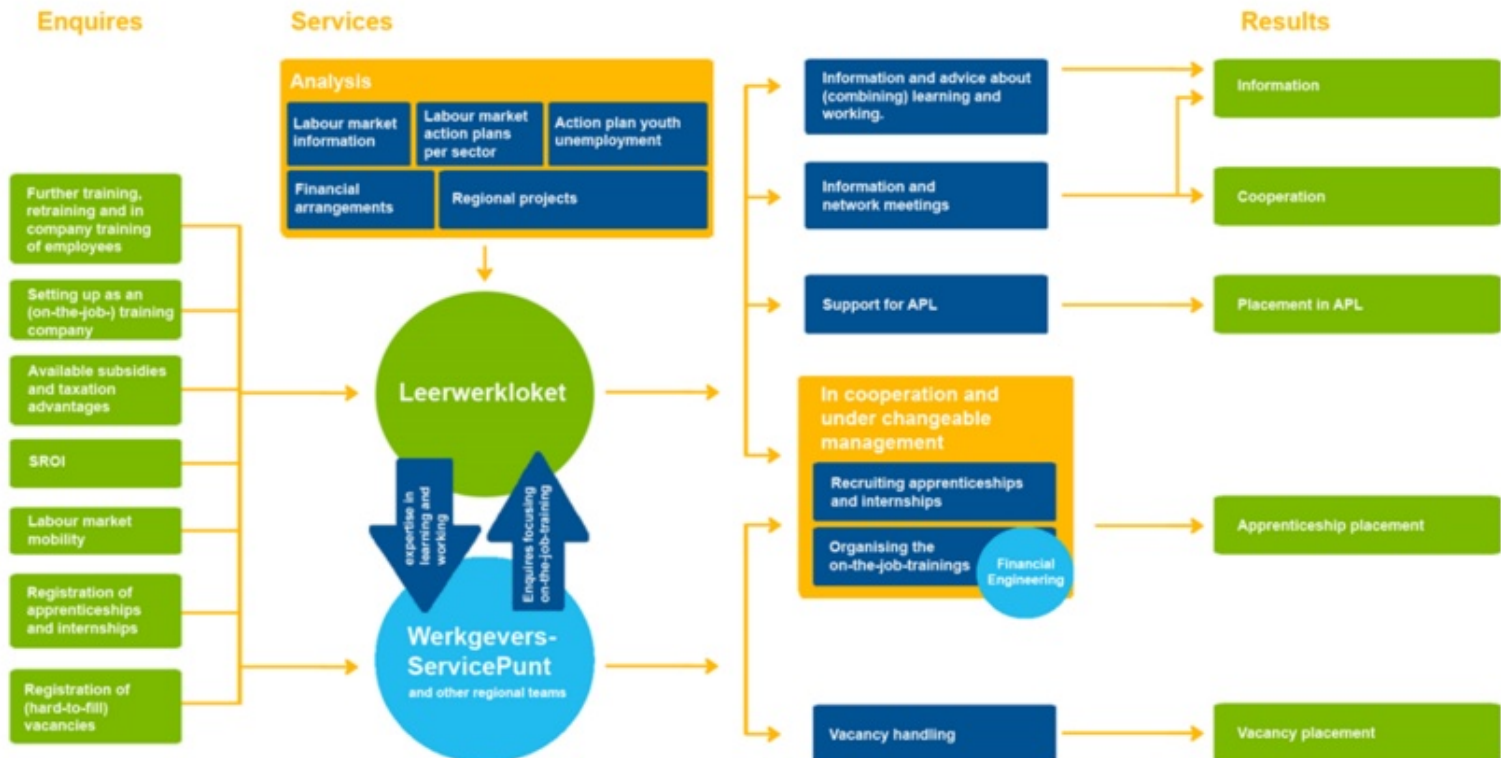 Enquires
Services
Results
Analysis
Labour market
information
Labour market
action plans
per sector
Action plan youth
unemployment
Financial
arrangements
Regional projects
Further training,
retraining and in
company training
of employees
Setting up as an
(on-the-job-) training
company
Available subsidies
and taxation
advantages
SROI
Labour market
mobility
Registration of
apprenticeships
and internships
Registration of
(hard-to-fill)
vacancies
Leerwerkloket
expertise in
learning and
working
Enquires focusing
on-the-job-training
Werkgevers-
ServicePunt
and other regional teams
Information and advice about
(combining) learning and
working.
Information and
network meetings
Support for APL
In cooperation and
under changeable
management
Recruiting apprenticeships
and internships
Organising the
on-the-job-trainings
Financial
Engineering
Vacancy handling
Information
Cooperation
Placement in APL
Apprenticeship placement
Vacancy placement